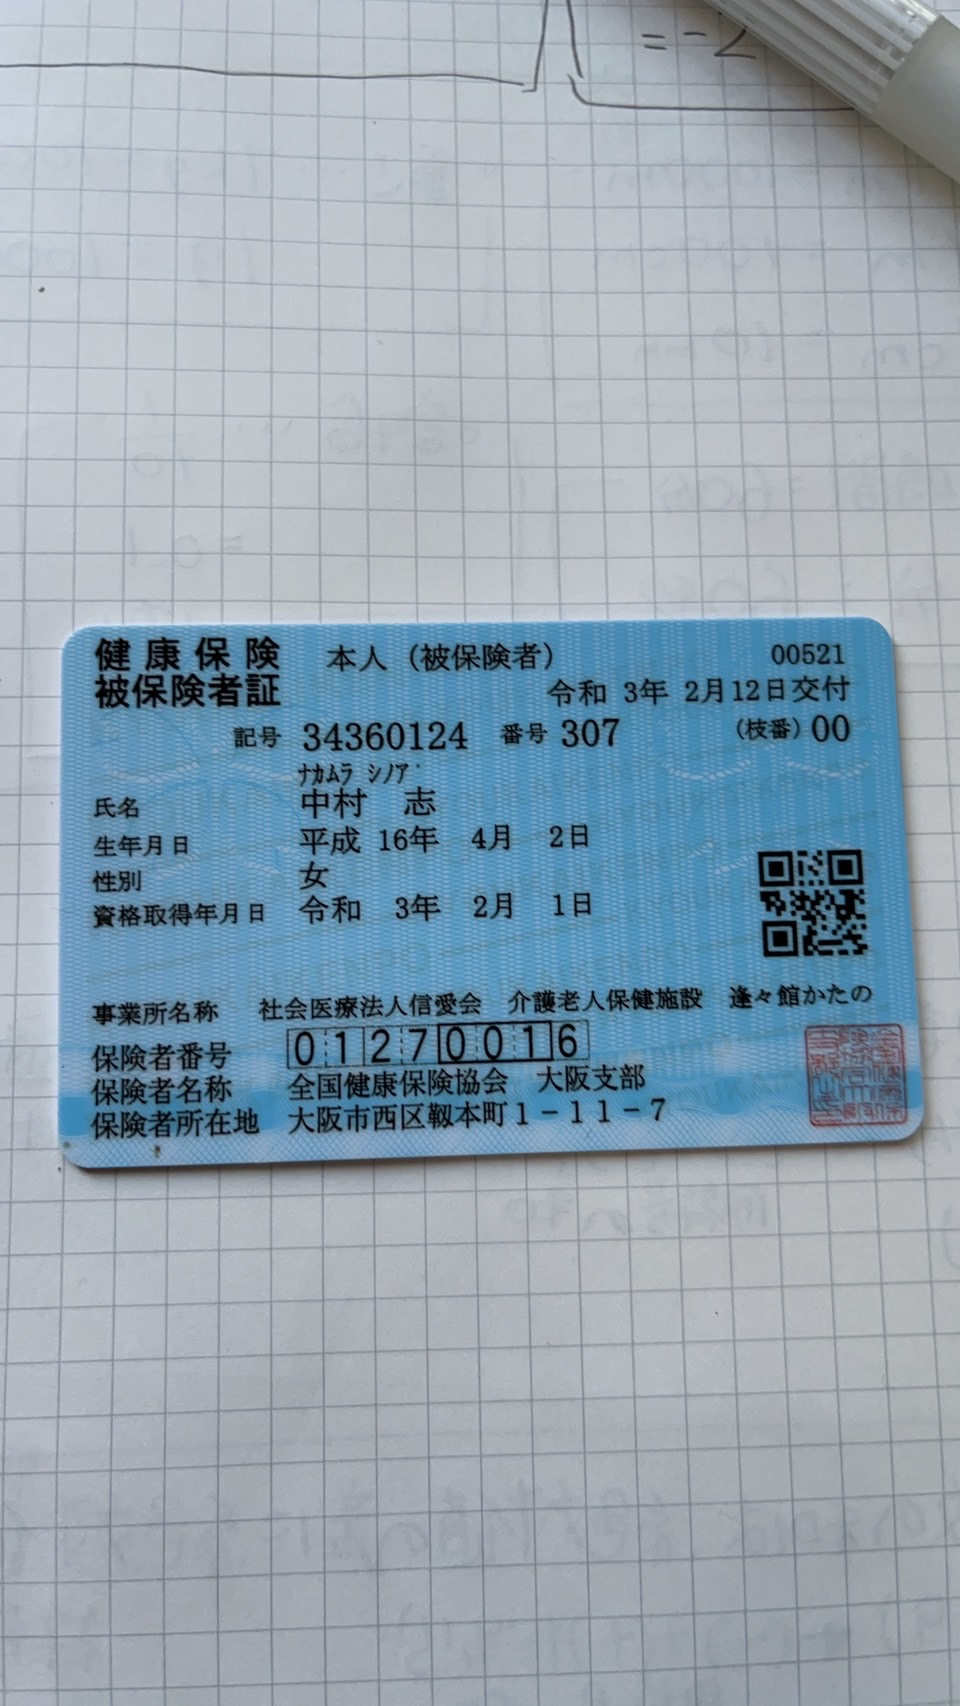 = -2
健康保険 本人（被保険者） 00521
被保険者証 令和 3年 2月12日交付
記号 34360124 番号 307 （枝番）00
ﾅｶﾑﾗ ｼﾉｱﾞ
氏名 中村 志
生年月日 平成 16年 4月 2日
性別 女
資格取得年月日 令和 3年 2月 1日
事業所名称 社会医療法人信愛会 介護老人保健施設 逢々館かたの
保険者番号 01270016
保険者名称 全国健康保険協会 大阪支部
保険者所在地 大阪市西区靱本町1－11－7